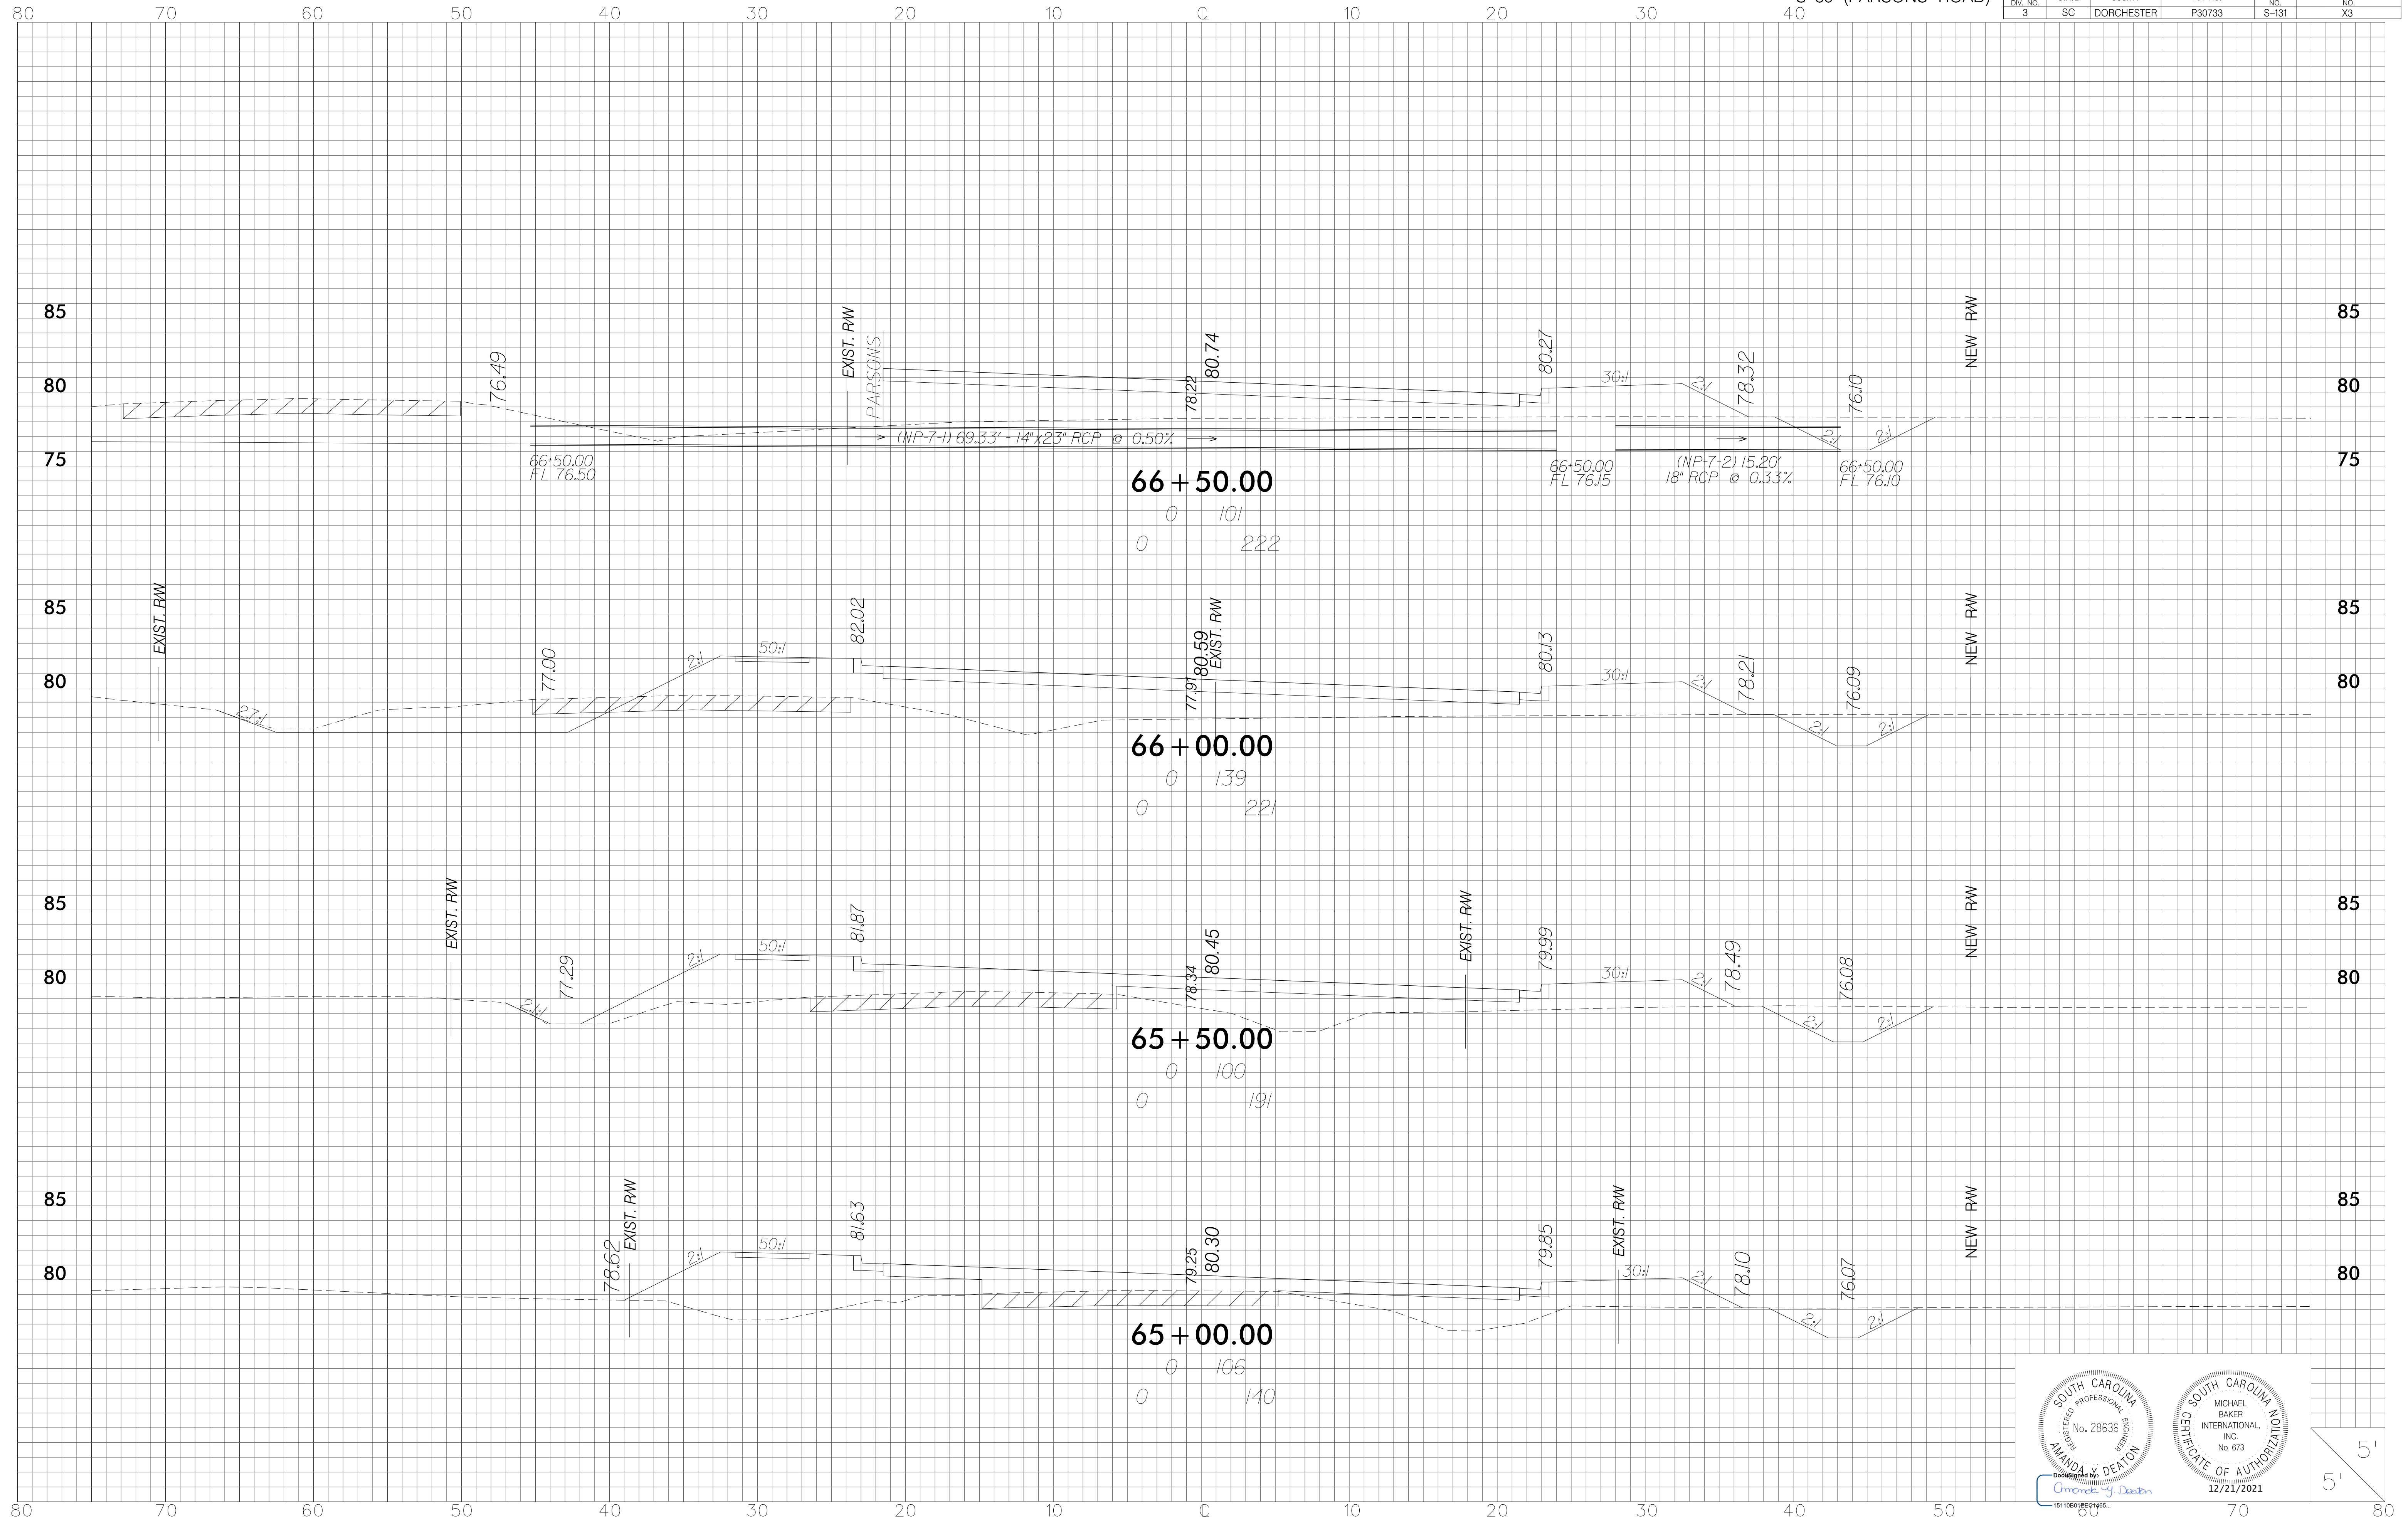 80 70 60 50 40 30 20 10 C 10 20 30 40
(PARSONS ROAD)
DIV. NO. NO. NO.
3 SC DORCHESTER P30733 S-131 X3
85 85
80 80
75 75
76.49
EXIST. R/W
PARSONS
78.22
80.74
80.27
30:1
2:1
78.32
76.10
2:1
2:1
NEW R/W
(NP-7-1) 69.33' - 14"x23" RCP @ 0.50%
66+50.00
FL 76.50
66+50.00
FL 76.15
(NP-7-2) 15.20'
18" RCP @ 0.33%
66+50.00
FL 76.10
66+50.00
0 101
0 222
85 85
80 80
EXIST. R/W
2.7:1
77.00
2:1
50:1
82.02
77.91
80.59
EXIST. R/W
80.13
30:1
2:1
78.21
76.09
2:1
2:1
NEW R/W
66+00.00
0 139
0 221
85 85
80 80
EXIST. R/W
2.1:1
77.29
2:1
50:1
81.87
78.34
80.45
EXIST. R/W
79.99
30:1
2:1
78.49
76.08
2:1
2:1
NEW R/W
65+50.00
0 100
0 191
85 85
80 80
78.62
EXIST. R/W
2:1
50:1
81.63
79.25
80.30
79.85
EXIST. R/W
30:1
2:1
78.10
76.07
2:1
2:1
NEW R/W
65+00.00
0 106
0 140
SOUTH CAROLINA
REGISTERED PROFESSIONAL ENGINEER
No. 28636
AMANDA Y DEATON
DocuSigned by:
Amanda Y. Deaton
SOUTH CAROLINA
MICHAEL
BAKER
INTERNATIONAL,
INC.
No. 673
CERTIFICATE OF AUTHORIZATION
12/21/2021
5'
5'
80 70 60 50 40 30 20 10 C 10 20 30 40 50 60 70 80